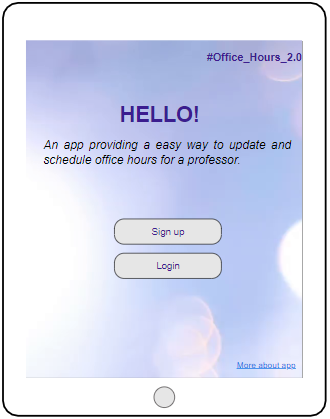 #Office_Hours_2.0
HELLO!
An app providing a easy way to update and
schedule office hours for a professor.
Sign up
Login
More about app